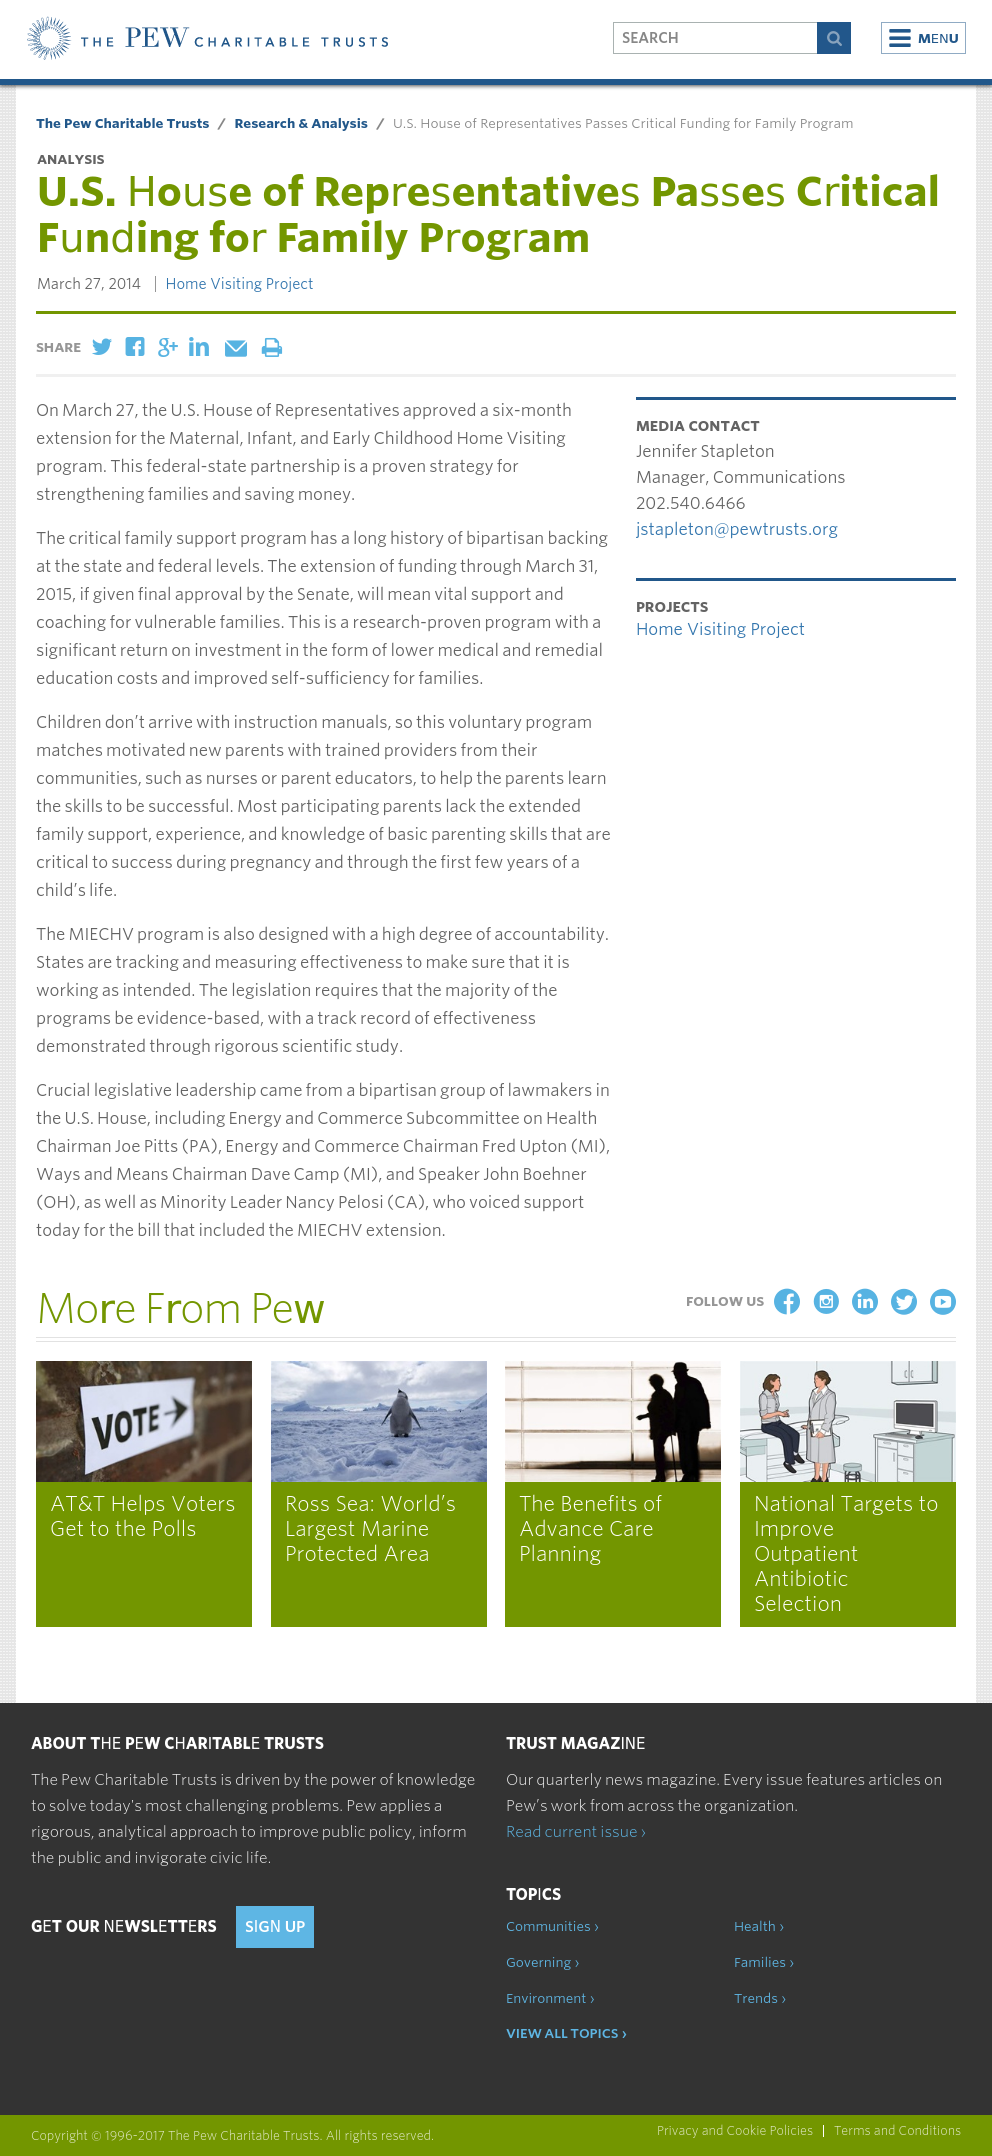 THE PEW CHARITABLE TRUSTS
SEARCH
MENU
The Pew Charitable Trusts / Research & Analysis / U.S. House of Representatives Passes Critical Funding for Family Program
ANALYSIS
U.S. House of Representatives Passes Critical
Funding for Family Program
March 27, 2014 | Home Visiting Project
SHARE
On March 27, the U.S. House of Representatives approved a six-month
extension for the Maternal, Infant, and Early Childhood Home Visiting
program. This federal-state partnership is a proven strategy for
strengthening families and saving money.
The critical family support program has a long history of bipartisan backing
at the state and federal levels. The extension of funding through March 31,
2015, if given final approval by the Senate, will mean vital support and
coaching for vulnerable families. This is a research-proven program with a
significant return on investment in the form of lower medical and remedial
education costs and improved self-sufficiency for families.
Children don’t arrive with instruction manuals, so this voluntary program
matches motivated new parents with trained providers from their
communities, such as nurses or parent educators, to help the parents learn
the skills to be successful. Most participating parents lack the extended
family support, experience, and knowledge of basic parenting skills that are
critical to success during pregnancy and through the first few years of a
child’s life.
The MIECHV program is also designed with a high degree of accountability.
States are tracking and measuring effectiveness to make sure that it is
working as intended. The legislation requires that the majority of the
programs be evidence-based, with a track record of effectiveness
demonstrated through rigorous scientific study.
Crucial legislative leadership came from a bipartisan group of lawmakers in
the U.S. House, including Energy and Commerce Subcommittee on Health
Chairman Joe Pitts (PA), Energy and Commerce Chairman Fred Upton (MI),
Ways and Means Chairman Dave Camp (MI), and Speaker John Boehner
(OH), as well as Minority Leader Nancy Pelosi (CA), who voiced support
today for the bill that included the MIECHV extension.
MEDIA CONTACT
Jennifer Stapleton
Manager, Communications
202.540.6466
jstapleton@pewtrusts.org
PROJECTS
Home Visiting Project
More From Pew
FOLLOW US
VOTE
AT&T Helps Voters
Get to the Polls
Ross Sea: World’s
Largest Marine
Protected Area
The Benefits of
Advance Care
Planning
National Targets to
Improve
Outpatient
Antibiotic
Selection
ABOUT THE PEW CHARITABLE TRUSTS
The Pew Charitable Trusts is driven by the power of knowledge
to solve today's most challenging problems. Pew applies a
rigorous, analytical approach to improve public policy, inform
the public and invigorate civic life.
GET OUR NEWSLETTERS
SIGN UP
TRUST MAGAZINE
Our quarterly news magazine. Every issue features articles on
Pew’s work from across the organization.
Read current issue ›
TOPICS
Communities ›
Health ›
Governing ›
Families ›
Environment ›
Trends ›
VIEW ALL TOPICS ›
Copyright © 1996-2017 The Pew Charitable Trusts. All rights reserved.
Privacy and Cookie Policies | Terms and Conditions